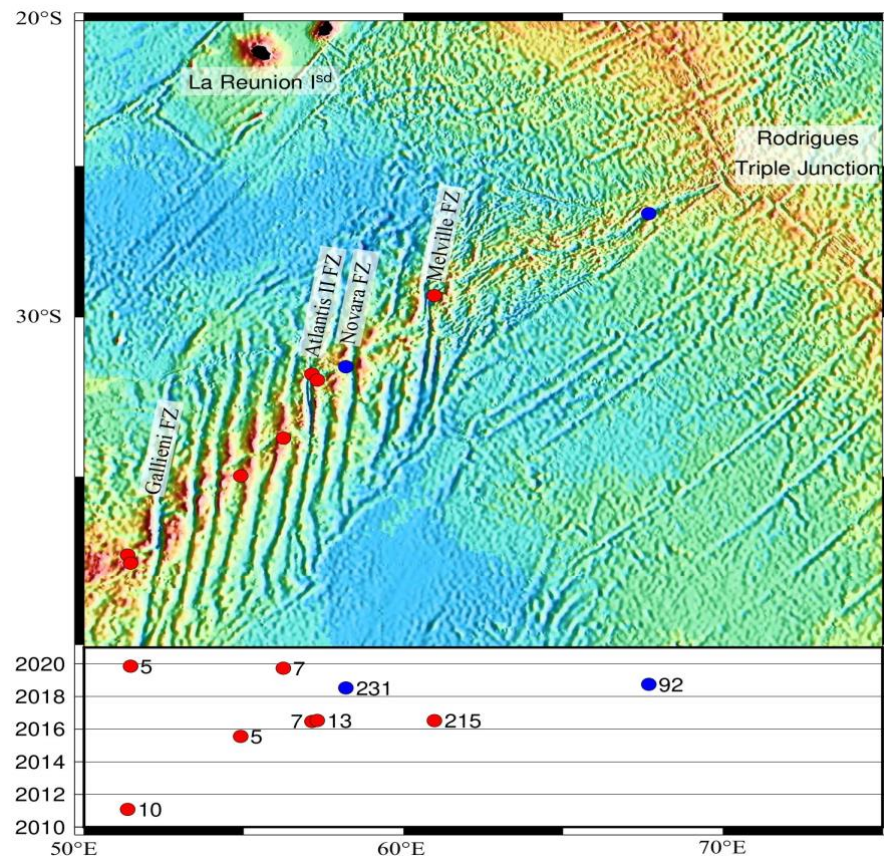 20°S
La Reunion Isd
Rodrigues
Triple Junction
Melville FZ
Atlantis II FZ
Novara FZ
30°S
Gallieni FZ
2020
5
7
2018
231
92
2016
7
13
215
5
2014
2012
10
2010
50°E
60°E
70°E